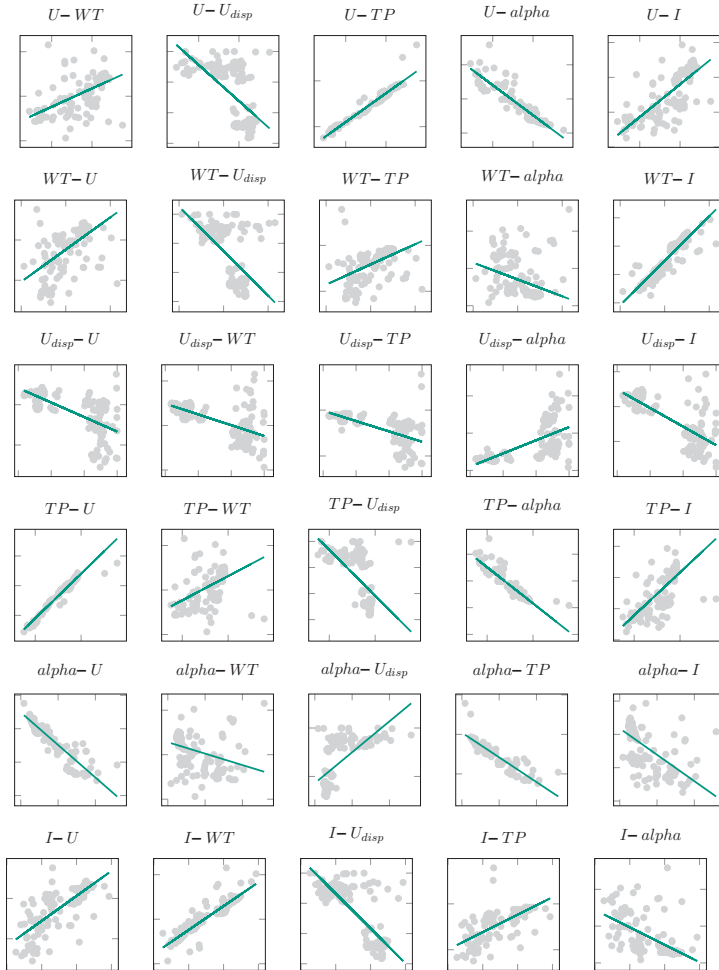 U−WT U−U_disp U−TP U−alpha U−I
WT−U WT−U_disp WT−TP WT−alpha WT−I
U_disp−U U_disp−WT U_disp−TP U_disp−alpha U_disp−I
TP−U TP−WT TP−U_disp TP−alpha TP−I
alpha−U alpha−WT alpha−U_disp alpha−TP alpha−I
I−U I−WT I−U_disp I−TP I−alpha